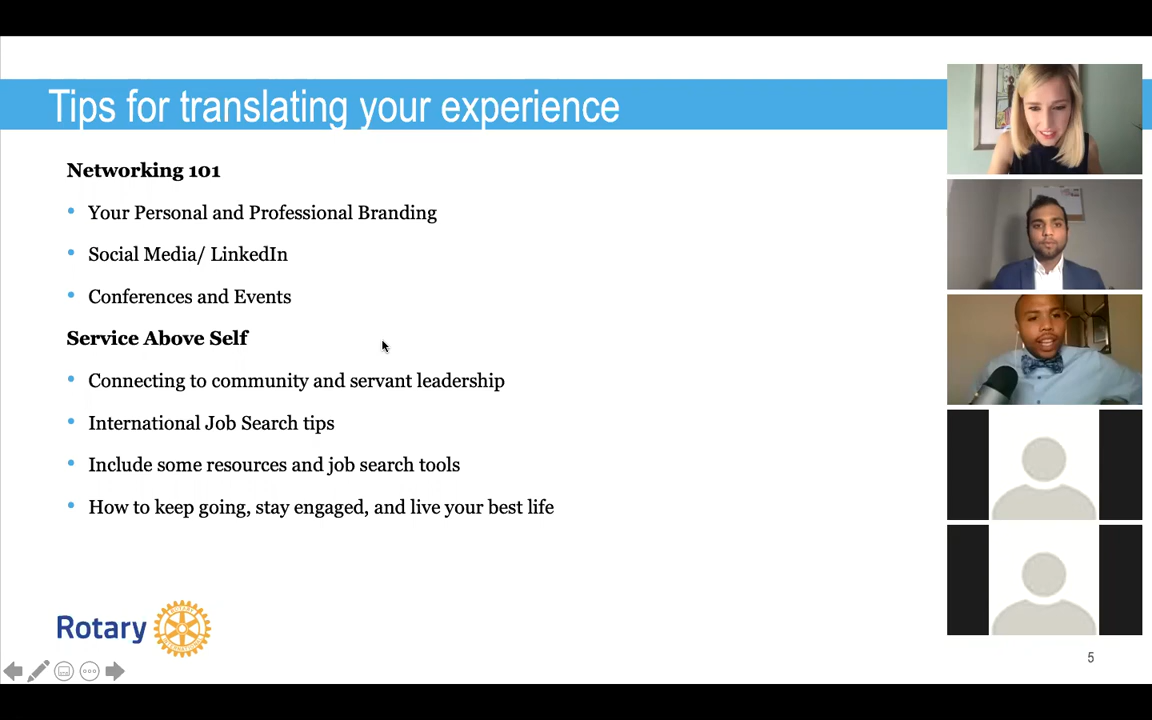 Tips for translating your experience
Networking 101
Your Personal and Professional Branding
Social Media/ LinkedIn
Conferences and Events
Service Above Self
Connecting to community and servant leadership
International Job Search tips
Include some resources and job search tools
How to keep going, stay engaged, and live your best life
Rotary
ROTARY
INTERNATIONAL
5